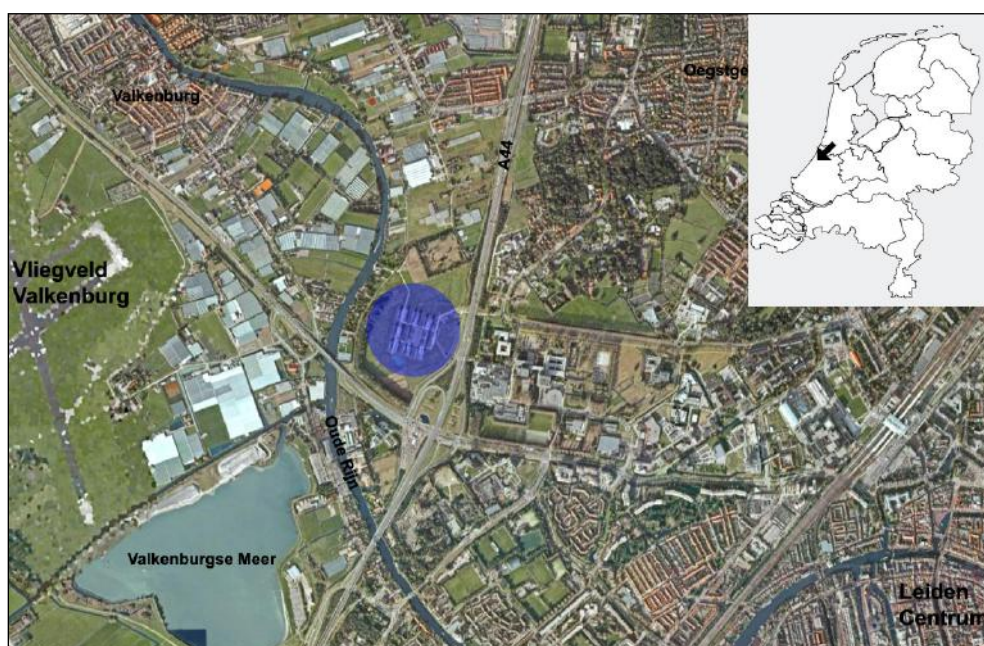 Valkenburg
Oegstge
A44
Vliegveld
Valkenburg
Oude Rijn
Valkenburgse Meer
Leiden
Centrum